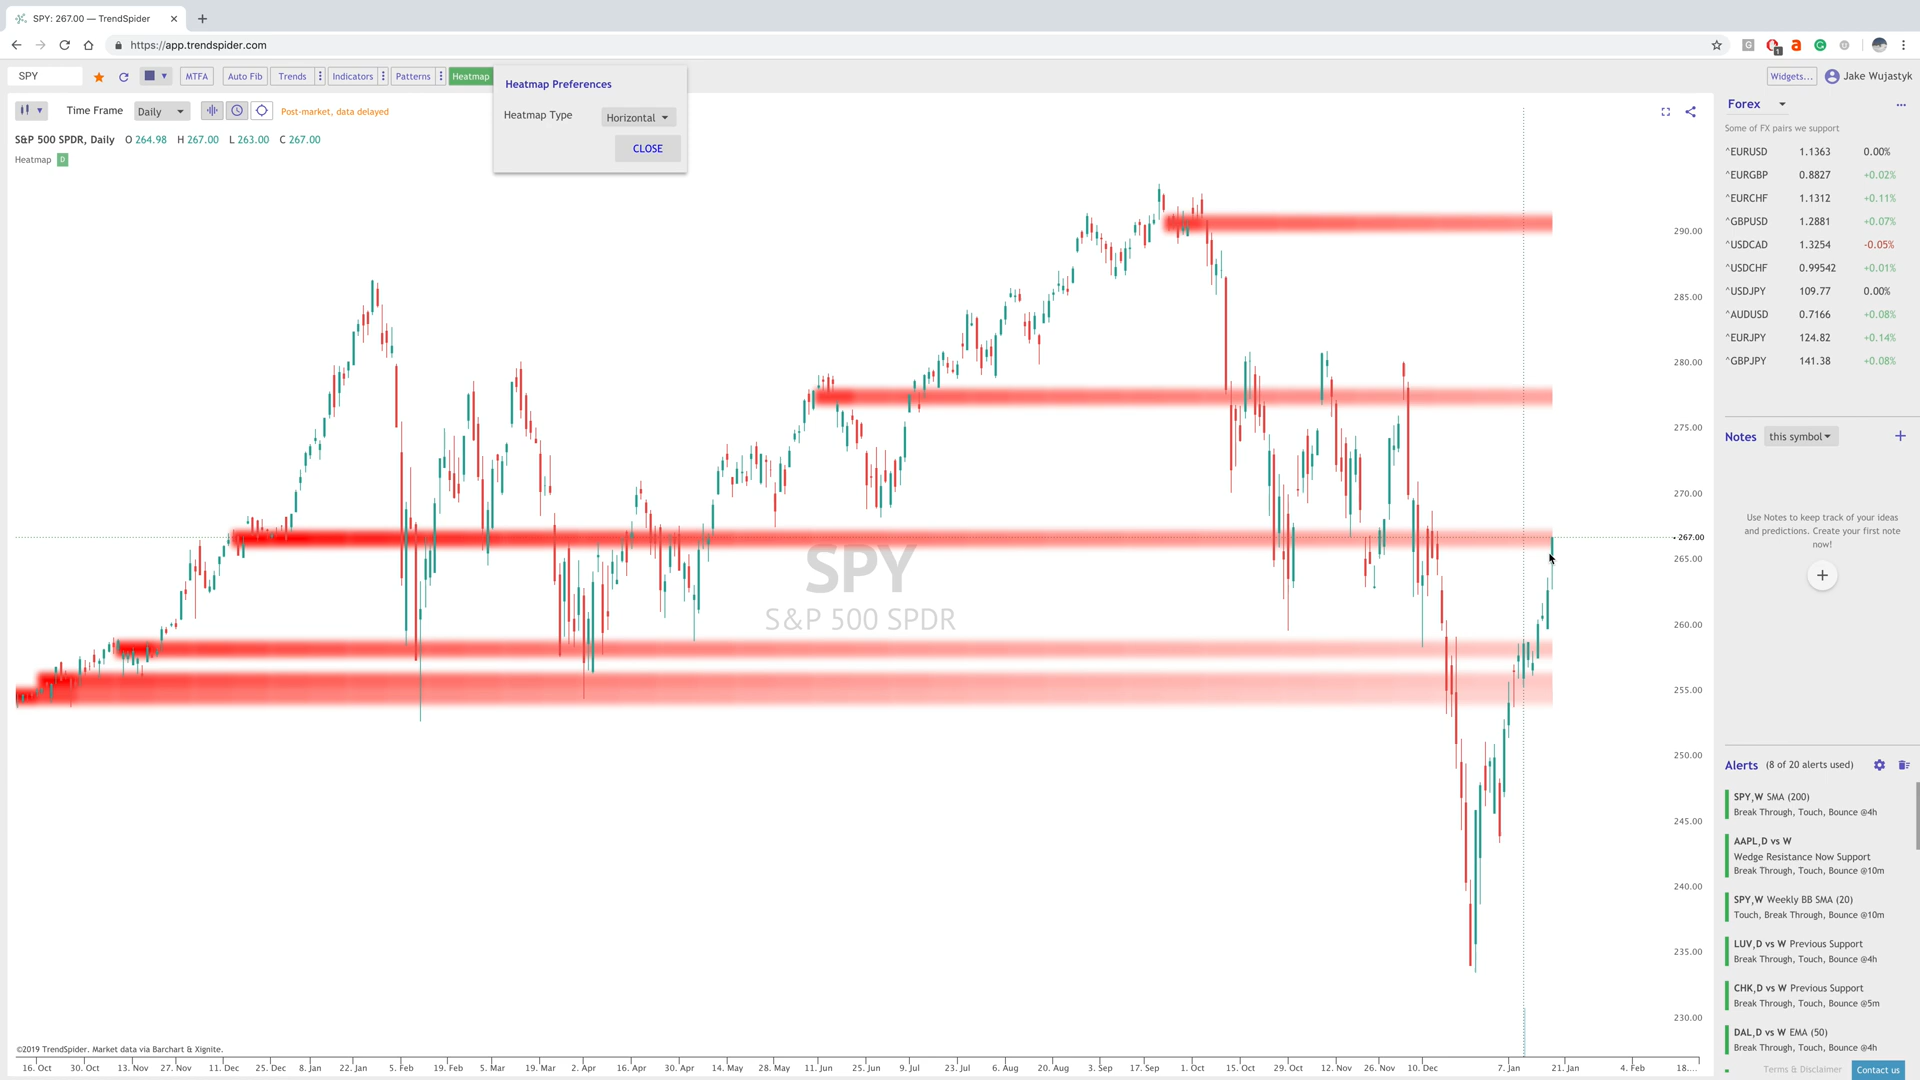 SPY: 267.00 — TrendSpider
https://app.trendspider.com
1
SPY
MTFA
Auto Fib
Trends
Indicators
Patterns
Heatmap
Widgets...
Jake Wujastyk
Time Frame
Daily
Post-market, data delayed
S&P 500 SPDR, Daily O 264.98 H 267.00 L 263.00 C 267.00
Heatmap D
Heatmap Preferences
Heatmap Type
Horizontal
CLOSE
SPY
S&P 500 SPDR
290.00
285.00
280.00
275.00
270.00
267.00
265.00
260.00
255.00
250.00
245.00
240.00
235.00
230.00
©2019 TrendSpider. Market data via Barchart & Xignite.
16. Oct 30. Oct 13. Nov 27. Nov 11. Dec 25. Dec 8. Jan 22. Jan 5. Feb 19. Feb 5. Mar 19. Mar 2. Apr 16. Apr 30. Apr 14. May 28. May 11. Jun 25. Jun 9. Jul 23. Jul 6. Aug 20. Aug 3. Sep 17. Sep 1. Oct 15. Oct 29. Oct 12. Nov 26. Nov 10. Dec 7. Jan 21. Jan 4. Feb 18....
Forex
Some of FX pairs we support
^EURUSD 1.1363 0.00%
^EURGBP 0.8827 +0.02%
^EURCHF 1.1312 +0.11%
^GBPUSD 1.2881 +0.07%
^USDCAD 1.3254 -0.05%
^USDCHF 0.99542 +0.01%
^USDJPY 109.77 0.00%
^AUDUSD 0.7166 +0.08%
^EURJPY 124.82 +0.14%
^GBPJPY 141.38 +0.08%
Notes
this symbol
Use Notes to keep track of your ideas
and predictions. Create your first note
now!
Alerts (8 of 20 alerts used)
SPY,W SMA (200)
Break Through, Touch, Bounce @4h
AAPL,D vs W
Wedge Resistance Now Support
Break Through, Touch, Bounce @10m
SPY,W Weekly BB SMA (20)
Touch, Break Through, Bounce @10m
LUV,D vs W Previous Support
Break Through, Touch, Bounce @4h
CHK,D vs W Previous Support
Break Through, Touch, Bounce @5m
DAL,D vs W EMA (50)
Break Through, Touch, Bounce @4h
Terms & Disclaimer
Contact us